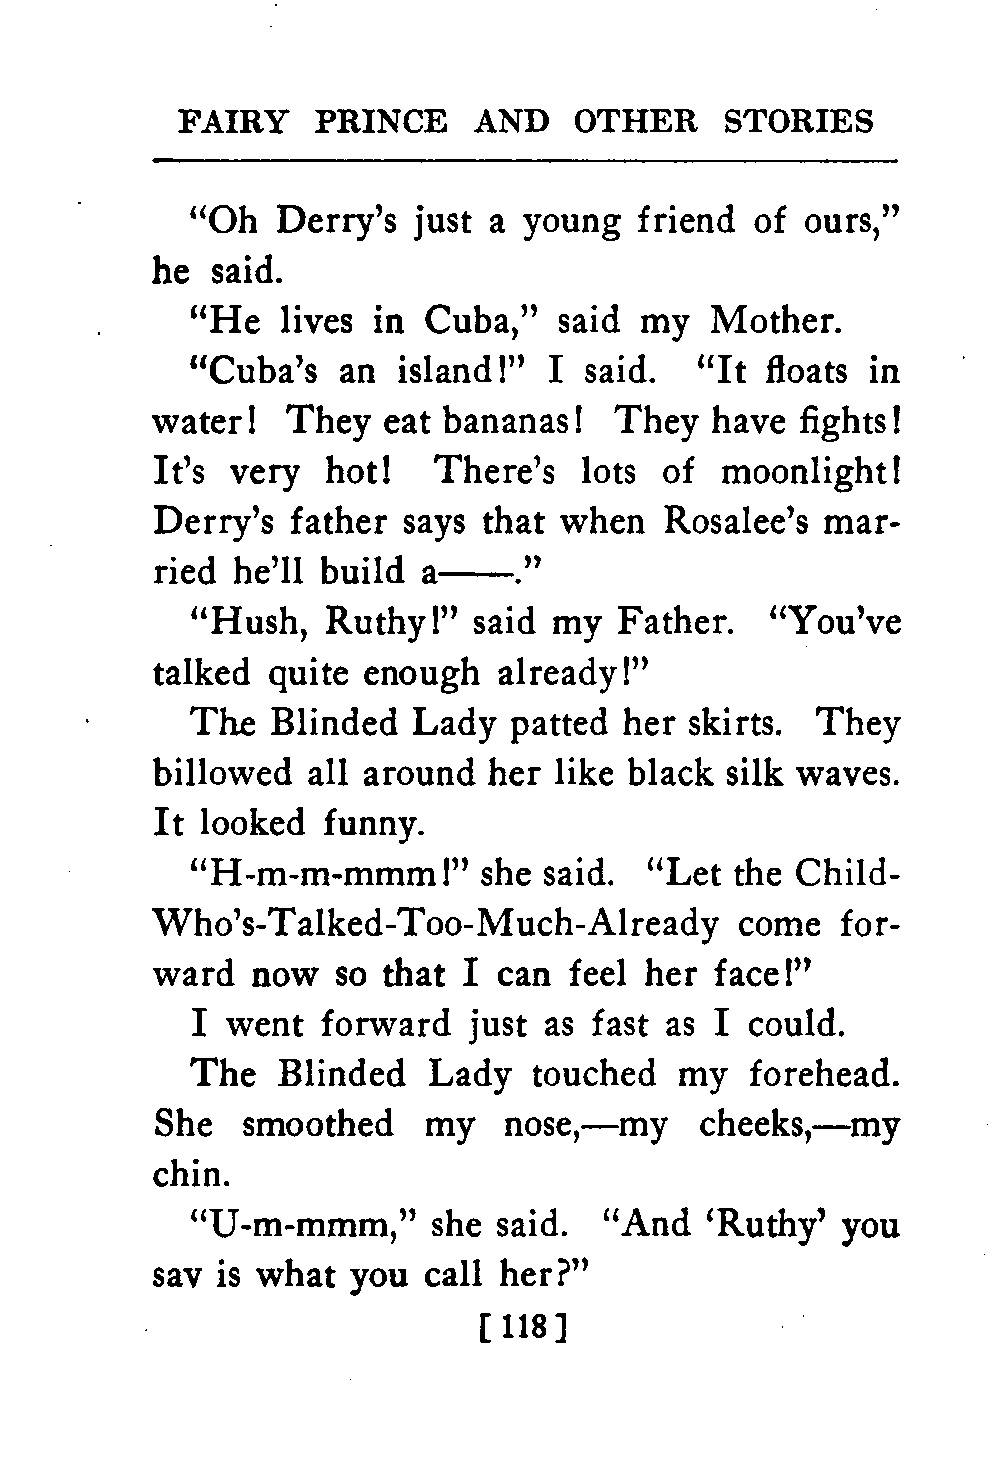 FAIRY PRINCE AND OTHER STORIES
“Oh Derry’s just a young friend of ours,”
he said.
“He lives in Cuba,” said my Mother.
“Cuba’s an island!” I said. “It floats in
water! They eat bananas! They have fights!
It’s very hot! There’s lots of moonlight!
Derry’s father says that when Rosalee’s mar-
ried he’ll build a——.”
“Hush, Ruthy!” said my Father. “You’ve
talked quite enough already!”
The Blinded Lady patted her skirts. They
billowed all around her like black silk waves.
It looked funny.
“H-m-m-mmm!” she said. “Let the Child-
Who’s-Talked-Too-Much-Already come for-
ward now so that I can feel her face!”
I went forward just as fast as I could.
The Blinded Lady touched my forehead.
She smoothed my nose,—my cheeks,—my
chin.
“U-m-mmm,” she said. “And ‘Ruthy’ you
say is what you call her?”
[ 118 ]